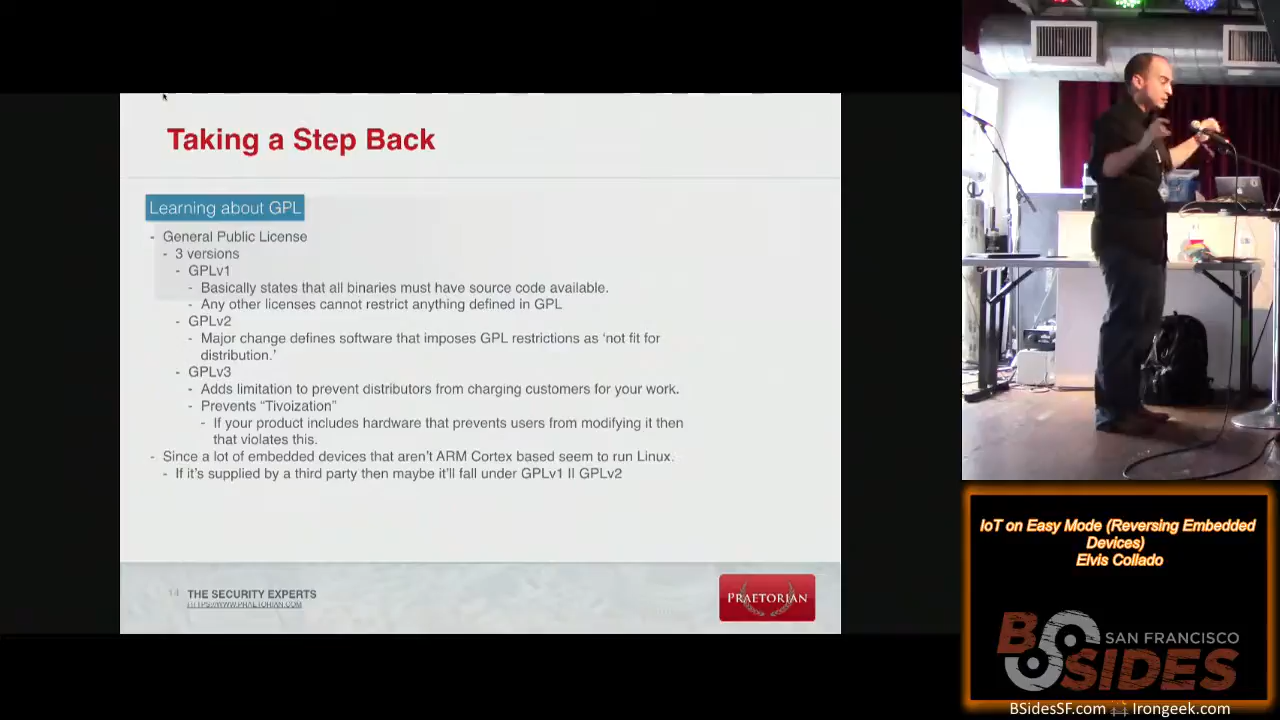 Taking a Step Back
Learning about GPL
- General Public License
- 3 versions
- GPLv1
- Basically states that all binaries must have source code available.
- Any other licenses cannot restrict anything defined in GPL
- GPLv2
- Major change defines software that imposes GPL restrictions as ‘not fit for
distribution.’
- GPLv3
- Adds limitation to prevent distributors from charging customers for your work.
- Prevents “Tivoization”
- If your product includes hardware that prevents users from modifying it then
that violates this.
- Since a lot of embedded devices that aren’t ARM Cortex based seem to run Linux.
- If it’s supplied by a third party then maybe it’ll fall under GPLv1 || GPLv2
14 THE SECURITY EXPERTS
HTTPS://WWW.PRAETORIAN.COM
PRAETORIAN
IoT on Easy Mode (Reversing Embedded
Devices)
Elvis Collado
BSIDES SAN FRANCISCO
BSidesSF.com Irongeek.com